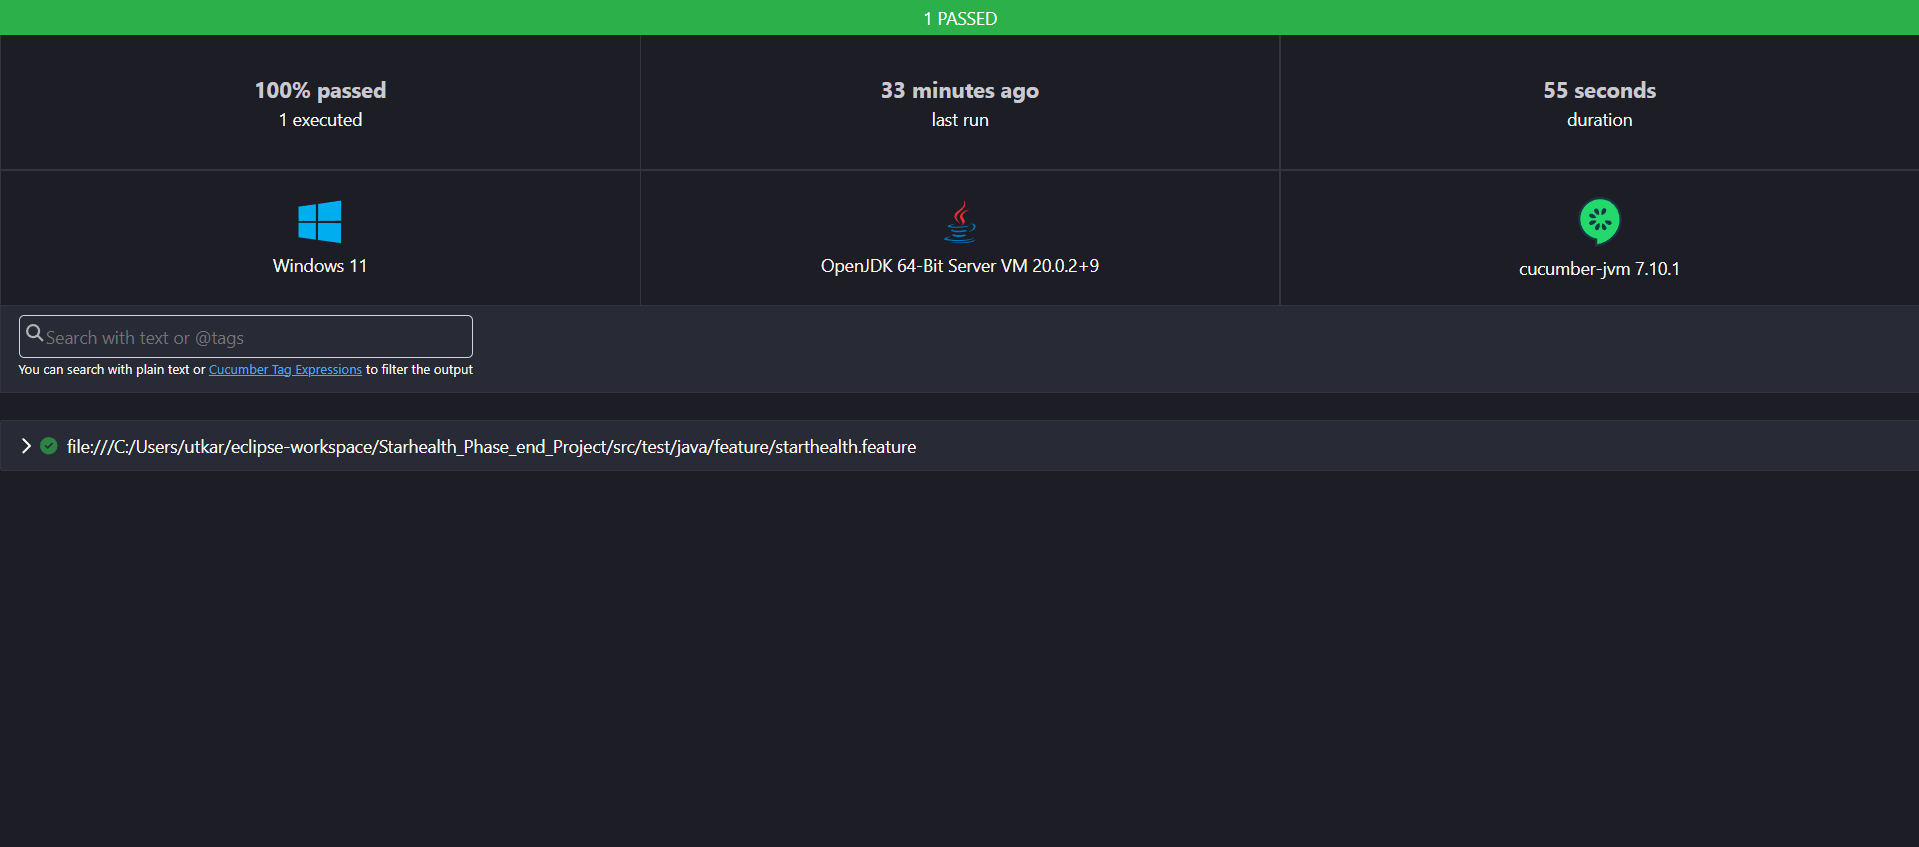 1 PASSED
100% passed
1 executed
33 minutes ago
last run
55 seconds
duration
Windows 11
OpenJDK 64-Bit Server VM 20.0.2+9
cucumber-jvm 7.10.1
Search with text or @tags
You can search with plain text or Cucumber Tag Expressions to filter the output
file:///C:/Users/utkar/eclipse-workspace/Starhealth_Phase_end_Project/src/test/java/feature/starthealth.feature